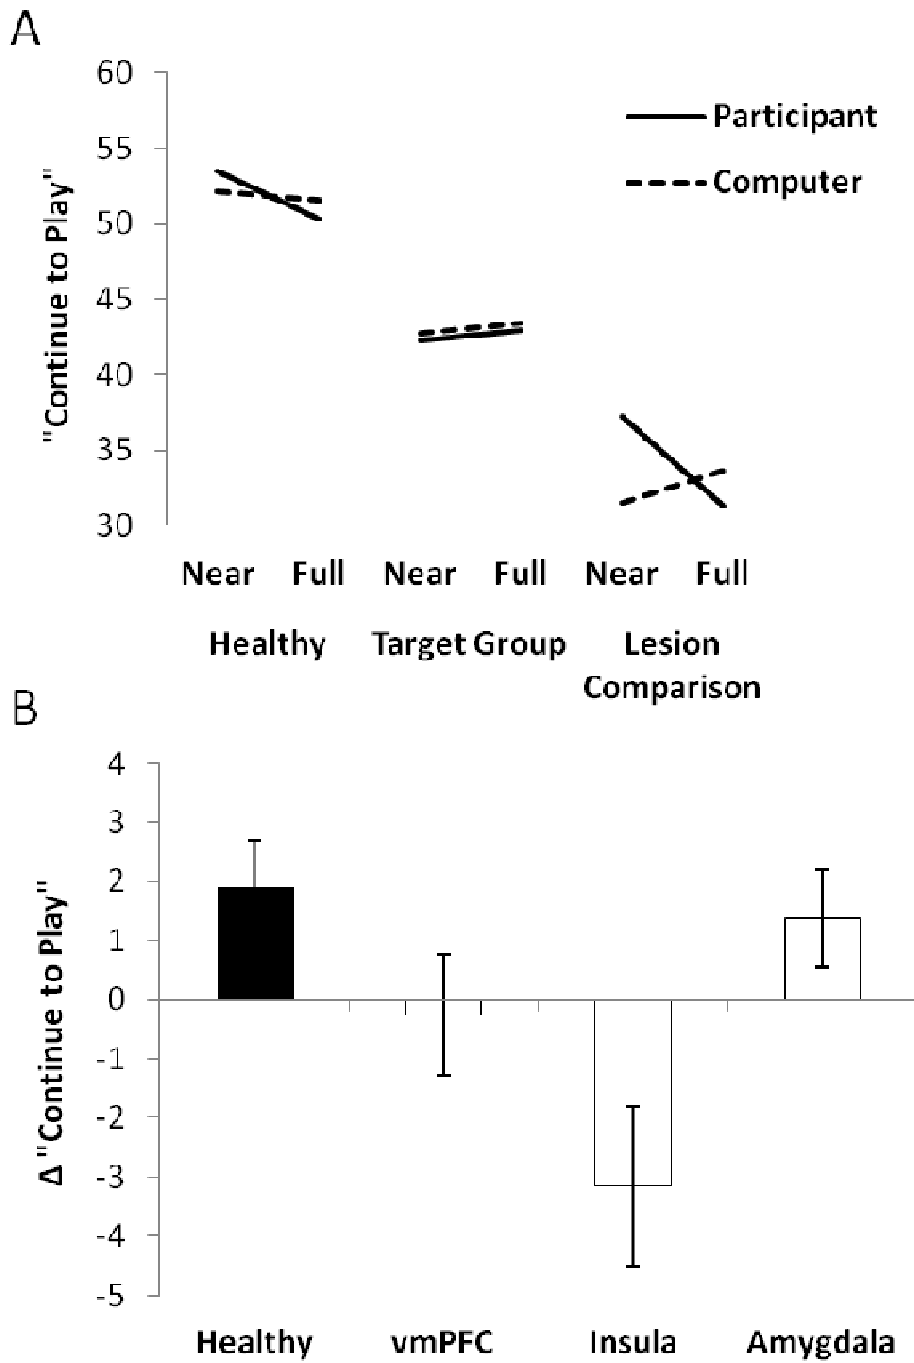 A
60
55
50
45
40
35
30
"Continue to Play"
Participant
Computer
Near Full Near Full Near Full
Healthy Target Group Lesion
Comparison
B
4
3
2
1
0
-1
-2
-3
-4
-5
Δ "Continue to Play"
Healthy vmPFC Insula Amygdala